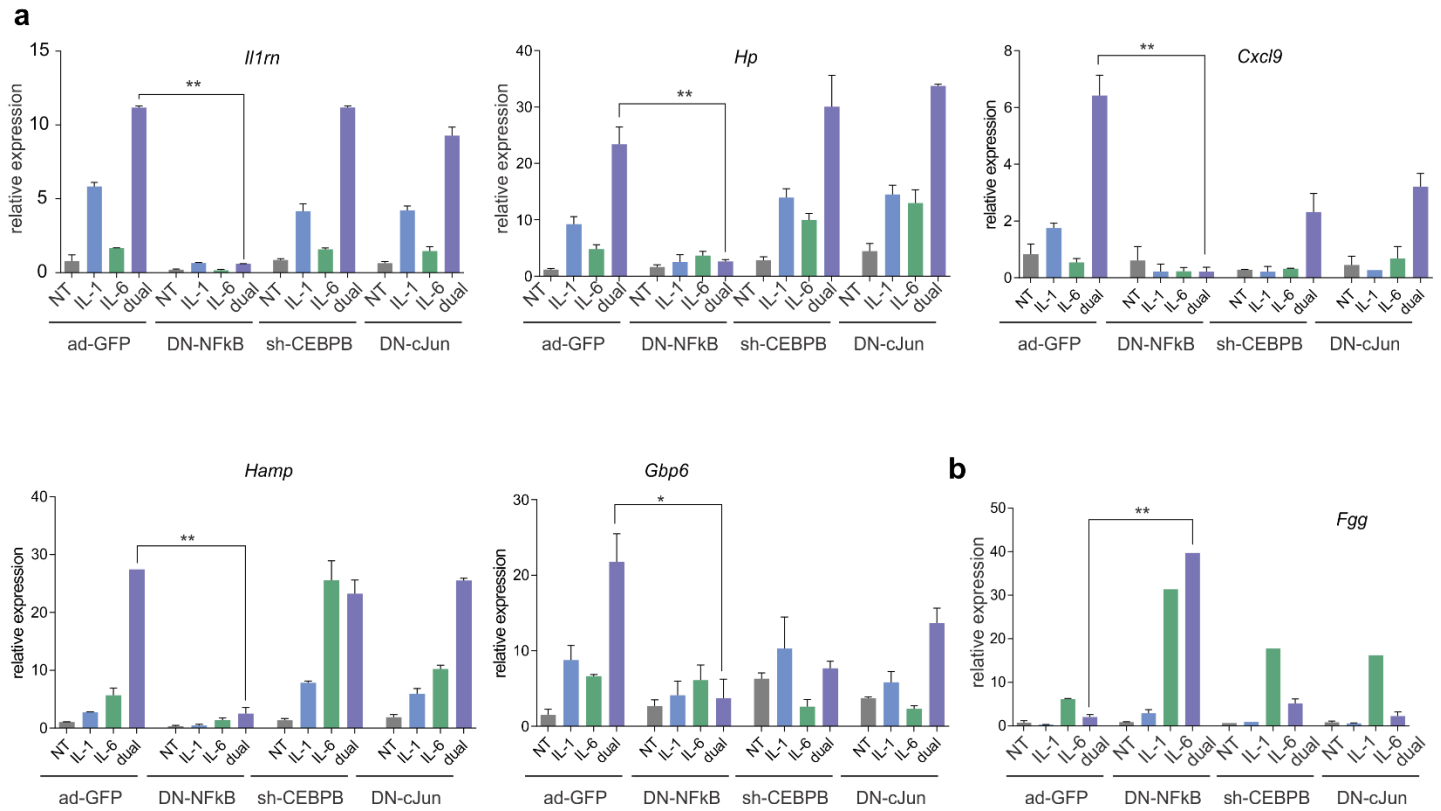 a
Il1rn
relative expression
15
10
5
0
**
NT IL-1 IL-6 dual NT IL-1 IL-6 dual NT IL-1 IL-6 dual NT IL-1 IL-6 dual
ad-GFP DN-NFkB sh-CEBPB DN-cJun
Hp
relative expression
40
30
20
10
0
**
NT IL-1 IL-6 dual NT IL-1 IL-6 dual NT IL-1 IL-6 dual NT IL-1 IL-6 dual
ad-GFP DN-NFkB sh-CEBPB DN-cJun
Cxcl9
relative expression
8
6
4
2
0
**
NT IL-1 IL-6 dual NT IL-1 IL-6 dual NT IL-1 IL-6 dual NT IL-1 IL-6 dual
ad-GFP DN-NFkB sh-CEBPB DN-cJun
Hamp
relative expression
40
30
20
10
0
**
NT IL-1 IL-6 dual NT IL-1 IL-6 dual NT IL-1 IL-6 dual NT IL-1 IL-6 dual
ad-GFP DN-NFkB sh-CEBPB DN-cJun
Gbp6
relative expression
30
20
10
0
*
NT IL-1 IL-6 dual NT IL-1 IL-6 dual NT IL-1 IL-6 dual NT IL-1 IL-6 dual
ad-GFP DN-NFkB sh-CEBPB DN-cJun
b
Fgg
relative expression
50
40
30
20
10
0
**
NT IL-1 IL-6 dual NT IL-1 IL-6 dual NT IL-1 IL-6 dual NT IL-1 IL-6 dual
ad-GFP DN-NFkB sh-CEBPB DN-cJun